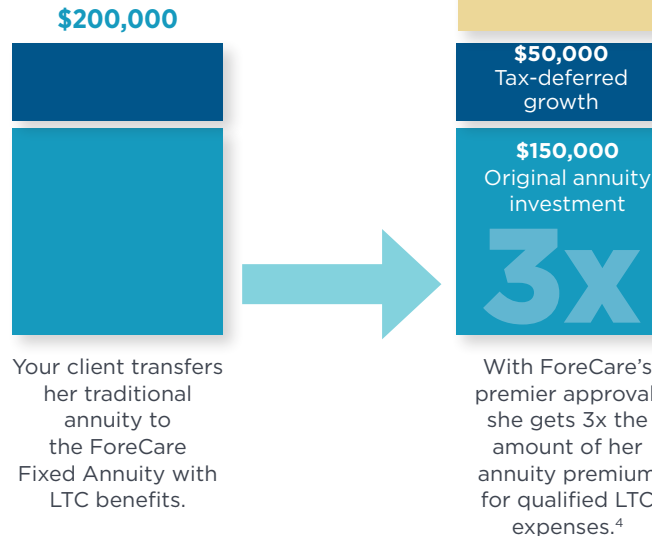 $200,000
Your client transfers
her traditional
annuity to
the ForeCare
Fixed Annuity with
LTC benefits.
$50,000
Tax-deferred
growth
$150,000
Original annuity
investment
3x
With ForeCare’s
premier approval
she gets 3x the
amount of her
annuity premium
for qualified LTC
expenses.⁴